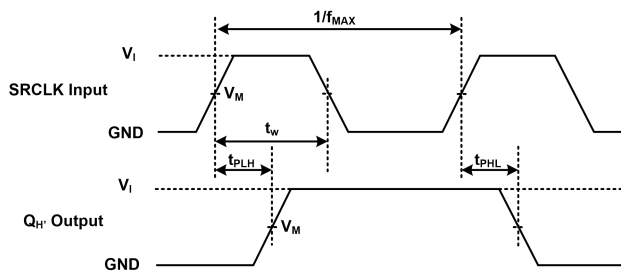 1/fMAX
VI
SRCLK Input
VM
GND
tW
tPLH
tPHL
VI
QH' Output
VM
GND